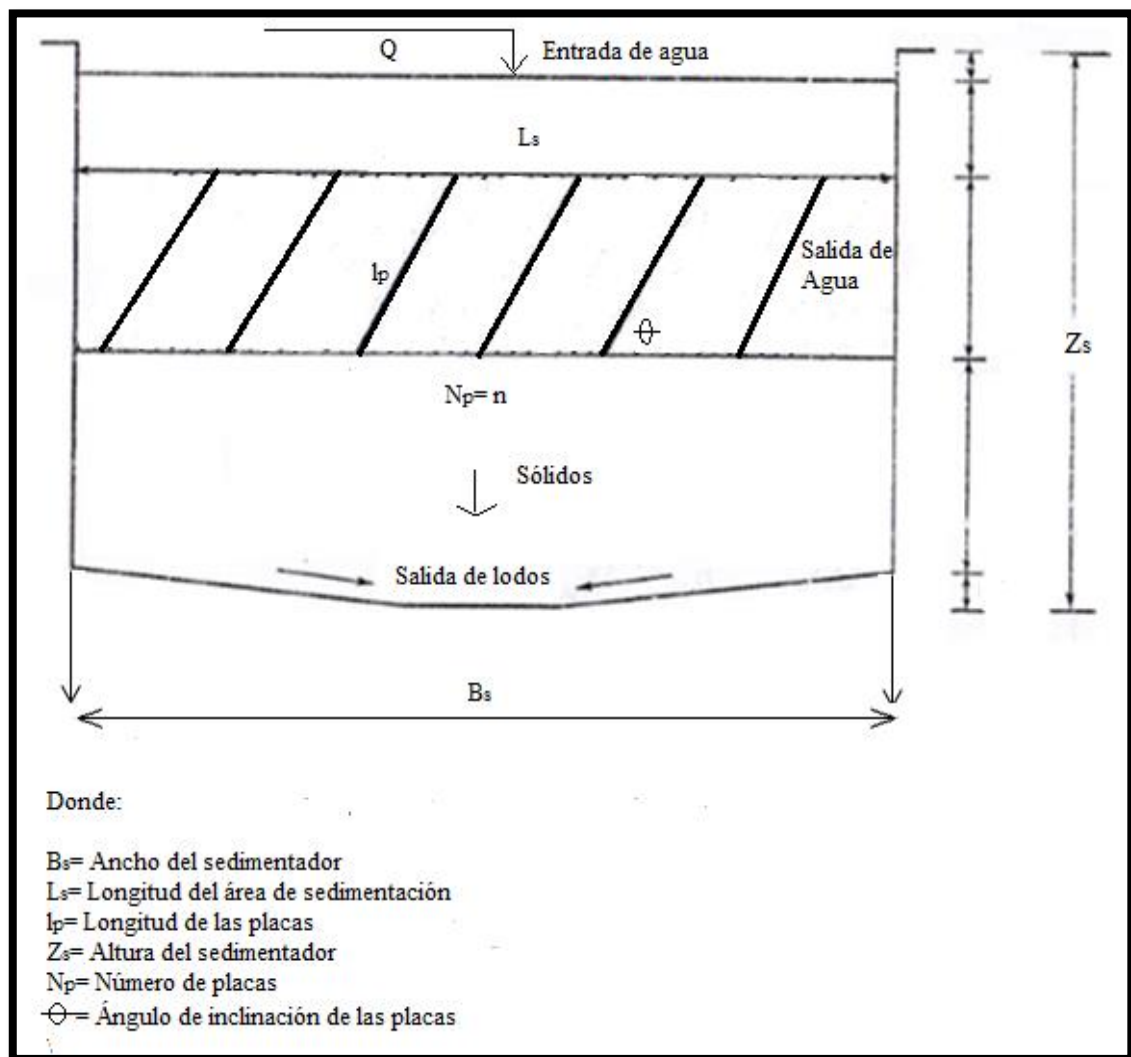 Q Entrada de agua
Ls
Salida de
Agua
lp
θ
Zs
Np= n
Sólidos
Salida de lodos
Bs
Donde:
Bs= Ancho del sedimentador
Ls= Longitud del área de sedimentación
lp= Longitud de las placas
Zs= Altura del sedimentador
Np= Número de placas
θ= Ángulo de inclinación de las placas